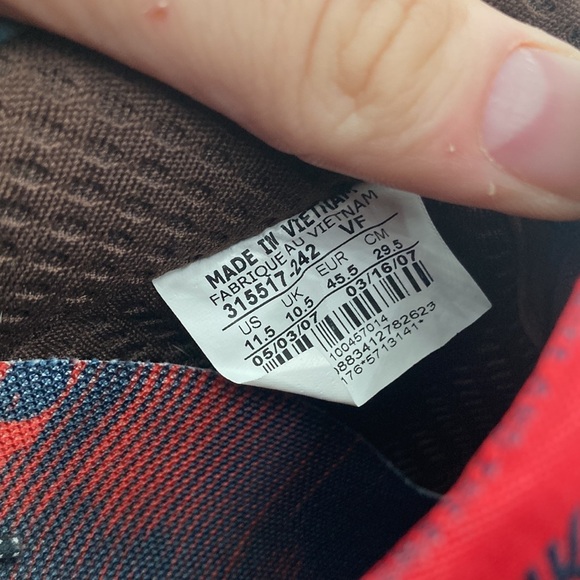 MADE IN VIETNAM
FABRIQUE AU VIETNAM
315517-242 VF
US UK EUR CM
11.5 10.5 45.5 29.5
05/03/07 03/16/07
100457014
0883412782623
176*5713141*